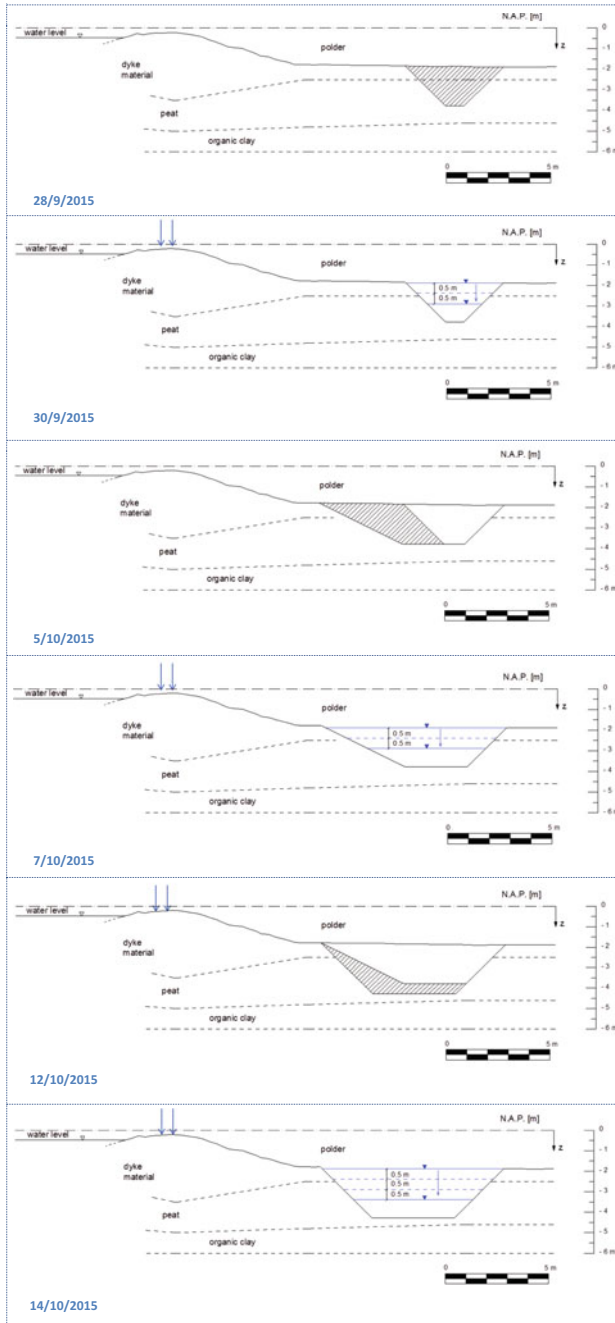 N.A.P. [m]
water level
polder
z
dyke
material
peat
organic clay
0
-1
-2
-3
-4
-5
-6 m
0
5 m
28/9/2015
N.A.P. [m]
water level
polder
z
dyke
material
0.5 m
0.5 m
peat
organic clay
0
-1
-2
-3
-4
-5
-6 m
0
5 m
30/9/2015
N.A.P. [m]
water level
polder
z
dyke
material
peat
organic clay
0
-1
-2
-3
-4
-5
-6 m
0
5 m
5/10/2015
N.A.P. [m]
water level
polder
z
dyke
material
0.5 m
0.5 m
peat
organic clay
0
-1
-2
-3
-4
-5
-6 m
0
5 m
7/10/2015
N.A.P. [m]
water level
polder
z
dyke
material
peat
organic clay
0
-1
-2
-3
-4
-5
-6 m
0
5 m
12/10/2015
N.A.P. [m]
water level
polder
z
dyke
material
0.5 m
0.5 m
0.5 m
peat
organic clay
0
-1
-2
-3
-4
-5
-6 m
0
5 m
14/10/2015